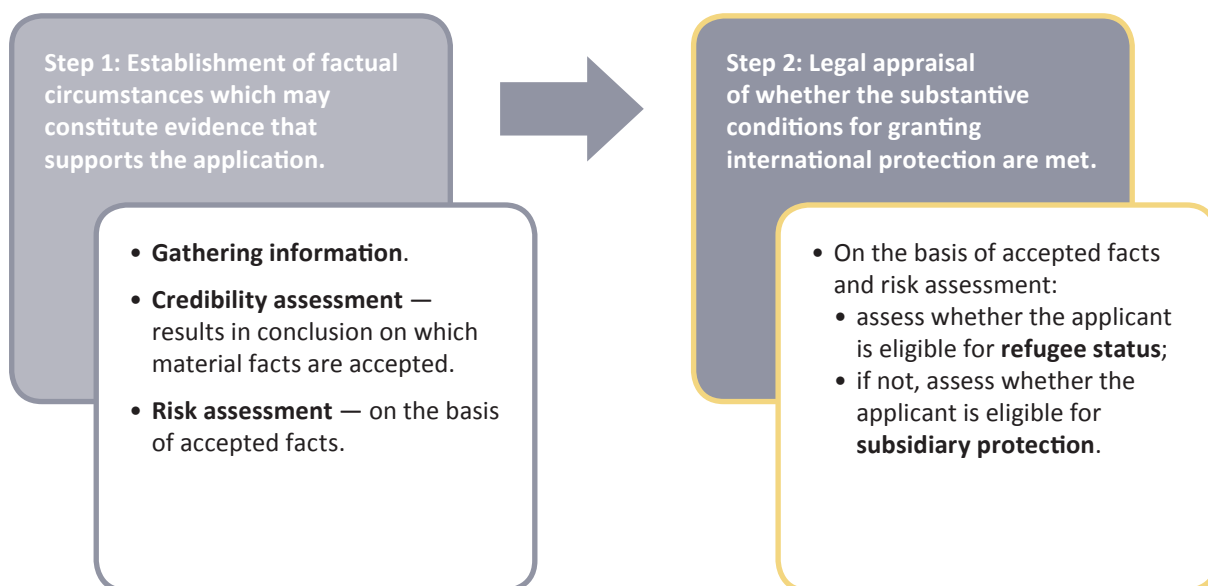 Step 1: Establishment of factual
circumstances which may
constitute evidence that
supports the application.
• Gathering information.
• Credibility assessment —
results in conclusion on which
material facts are accepted.
• Risk assessment — on the basis
of accepted facts.
Step 2: Legal appraisal
of whether the substantive
conditions for granting
international protection are met.
• On the basis of accepted facts
and risk assessment:
• assess whether the applicant
is eligible for refugee status;
• if not, assess whether the
applicant is eligible for
subsidiary protection.